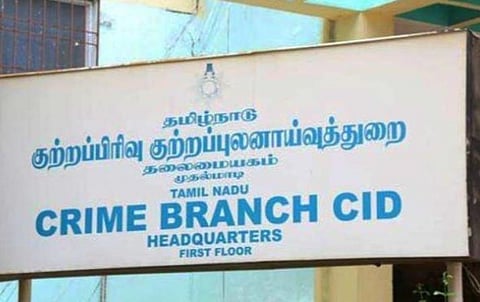 தமிழ்நாடு
குற்றப்பிரிவு குற்றப்புலனாய்வுத்துறை
தலைமையகம்
முதல்மாடி
TAMIL NADU
CRIME BRANCH CID
HEADQUARTERS
FIRST FLOOR